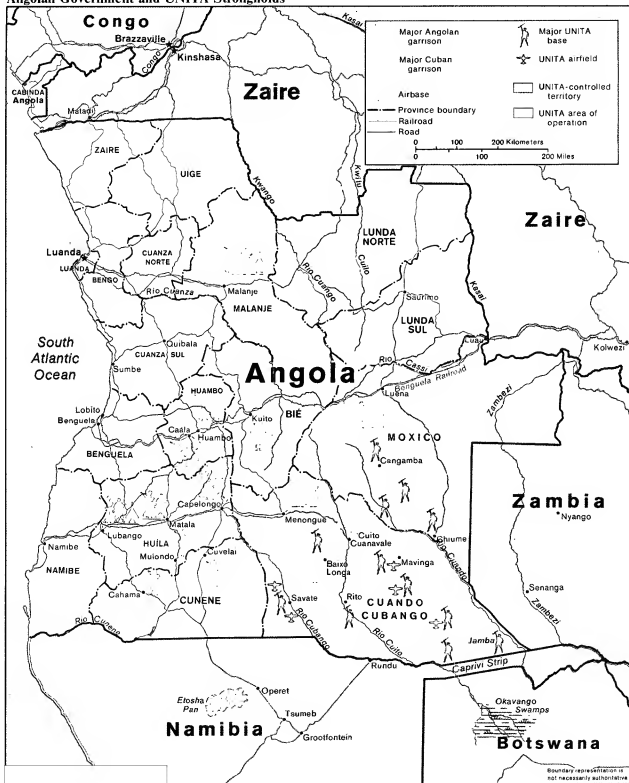 Angolan Government and UNITA Strongholds
Congo
Brazzaville
Kinshasa
Congo
Kasai
CABINDA
Angola
Matadi
Zaire
Major Angolan
garrison
Major Cuban
garrison
Airbase
Province boundary
Railroad
Road
Major UNITA
base
UNITA airfield
UNITA-controlled
territory
UNITA area of
operation
0 100 200 Kilometers
0 100 200 Miles
ZAIRE
UIGE
Kwango
Kwilu
LUNDA
NORTE
Zaire
Luanda
LUANDA
BENGO
CUANZA
NORTE
Rio Cuanza
Malanje
MALANJE
Rio Cuango
Cuilo
Kasai
Saurimo
LUNDA
SUL
Luau
Kolwezi
South
Atlantic
Ocean
Quibala
CUANZA SUL
Sumbe
Angola
Rio
Cassi
Benguela Railroad
Luena
Zambezi
HUAMBO
Lobito
Benguela
Caála
Huambo
Kuito
BIÉ
BENGUELA
MOXICO
Cangamba
Zambia
Nyango
Capelongo
Matala
Lubango
Menongue
Cuito
Cuanavale
Chiume
Rio Cuando
Namibe
NAMIBE
HUÍLA
Muiondo
Cuvelai
Baixo
Longa
Mavinga
Senanga
Zambezi
Cahama
CUNENE
Savate
Rito
CUANDO
CUBANGO
Rio Cunene
Rio Cubango
Rio Cuito
Jamba
Rundu
Caprivi Strip
Etosha
Pan
Operet
Tsumeb
Grootfontein
Namibia
Okavango
Swamps
Botswana
Boundary representation is
not necessarily authoritative